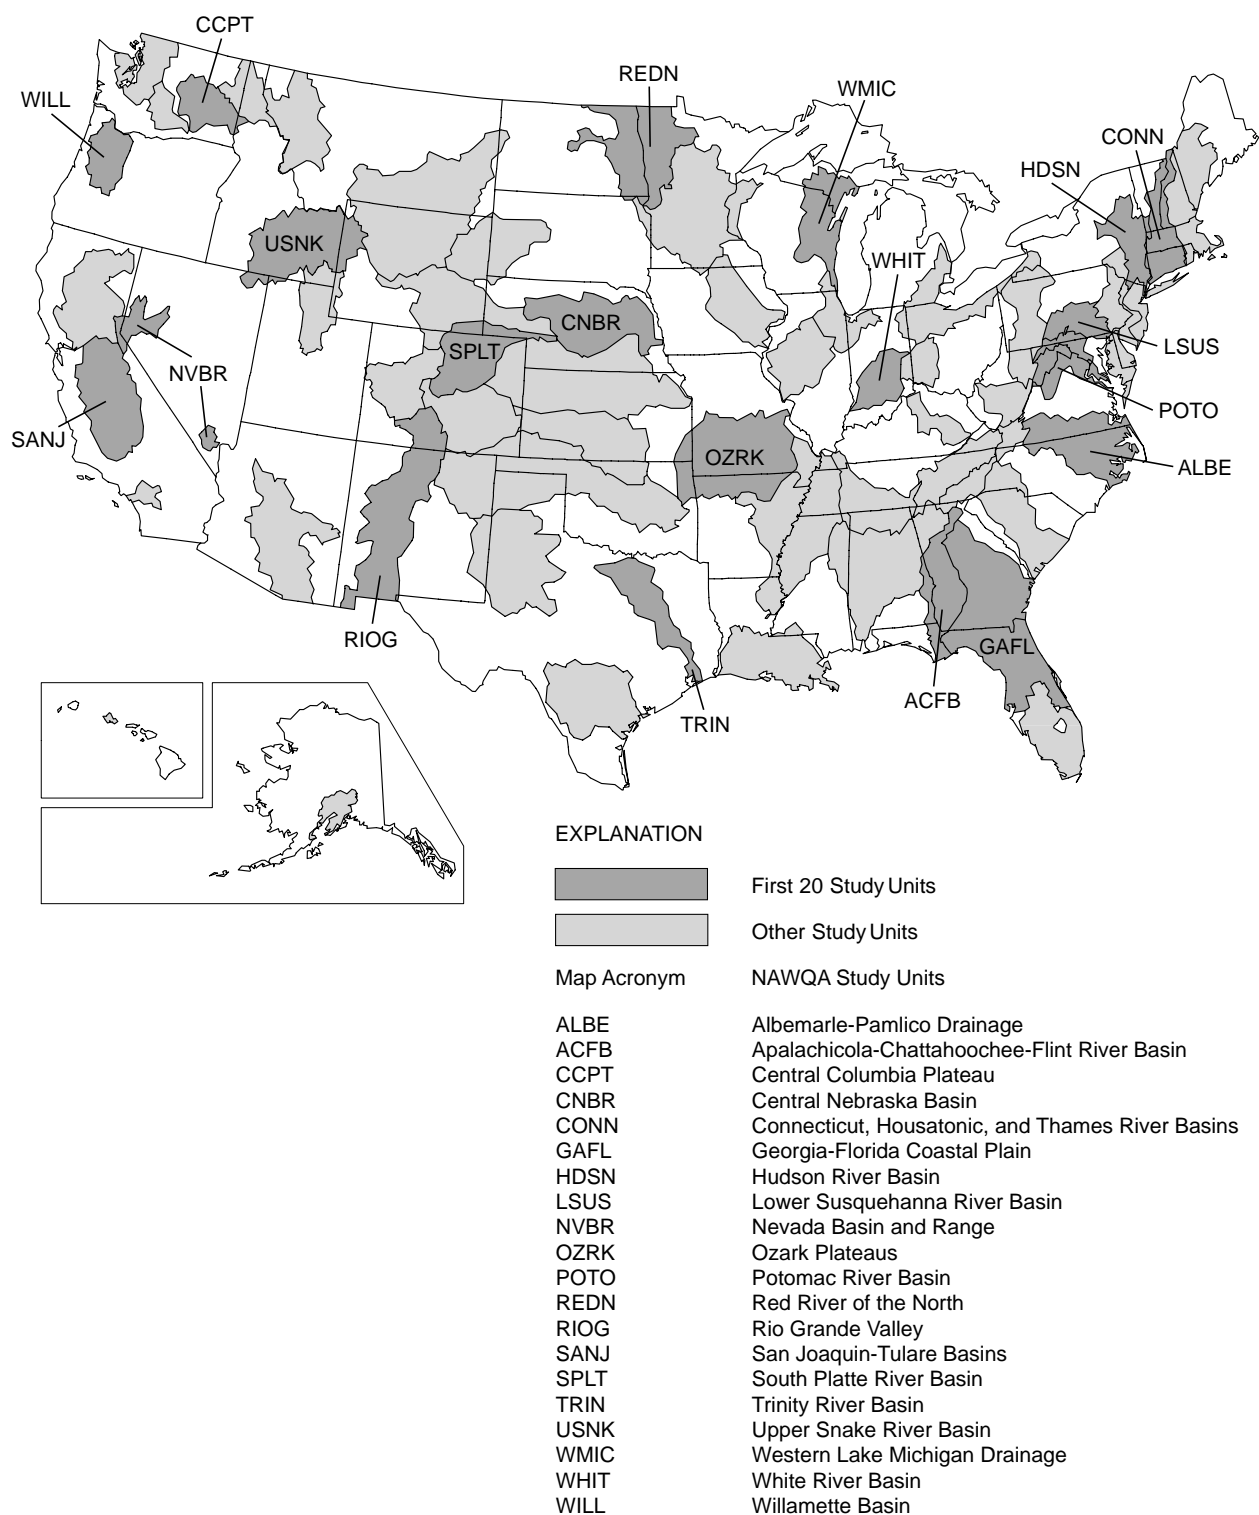 CCPT
REDN
WMIC
WILL
CONN
HDSN
USNK
WHIT
CNBR
SPLT
LSUS
NVBR
POTO
SANJ
OZRK
ALBE
RIOG
GAFL
ACFB
TRIN
EXPLANATION
First 20 Study Units
Other Study Units
Map Acronym NAWQA Study Units
ALBE Albemarle-Pamlico Drainage
ACFB Apalachicola-Chattahoochee-Flint River Basin
CCPT Central Columbia Plateau
CNBR Central Nebraska Basin
CONN Connecticut, Housatonic, and Thames River Basins
GAFL Georgia-Florida Coastal Plain
HDSN Hudson River Basin
LSUS Lower Susquehanna River Basin
NVBR Nevada Basin and Range
OZRK Ozark Plateaus
POTO Potomac River Basin
REDN Red River of the North
RIOG Rio Grande Valley
SANJ San Joaquin-Tulare Basins
SPLT South Platte River Basin
TRIN Trinity River Basin
USNK Upper Snake River Basin
WMIC Western Lake Michigan Drainage
WHIT White River Basin
WILL Willamette Basin